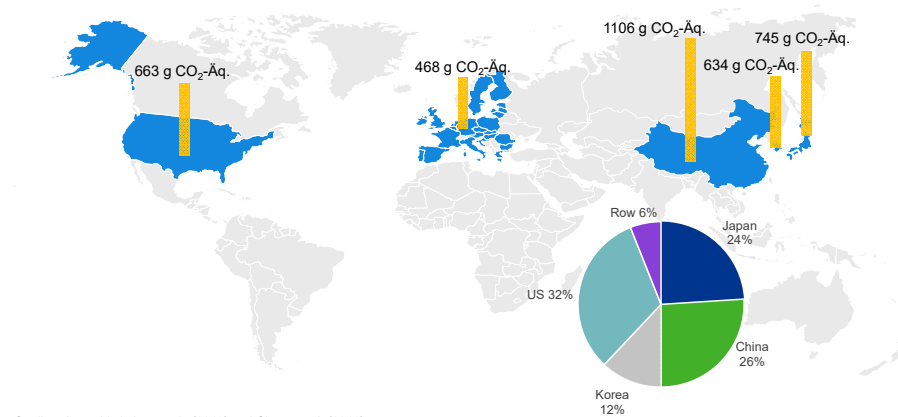 1106 g CO₂-Äq.
745 g CO₂-Äq.
663 g CO₂-Äq.
468 g CO₂-Äq.
634 g CO₂-Äq.
Row 6%
Japan
24%
US 32%
China
26%
Korea
12%